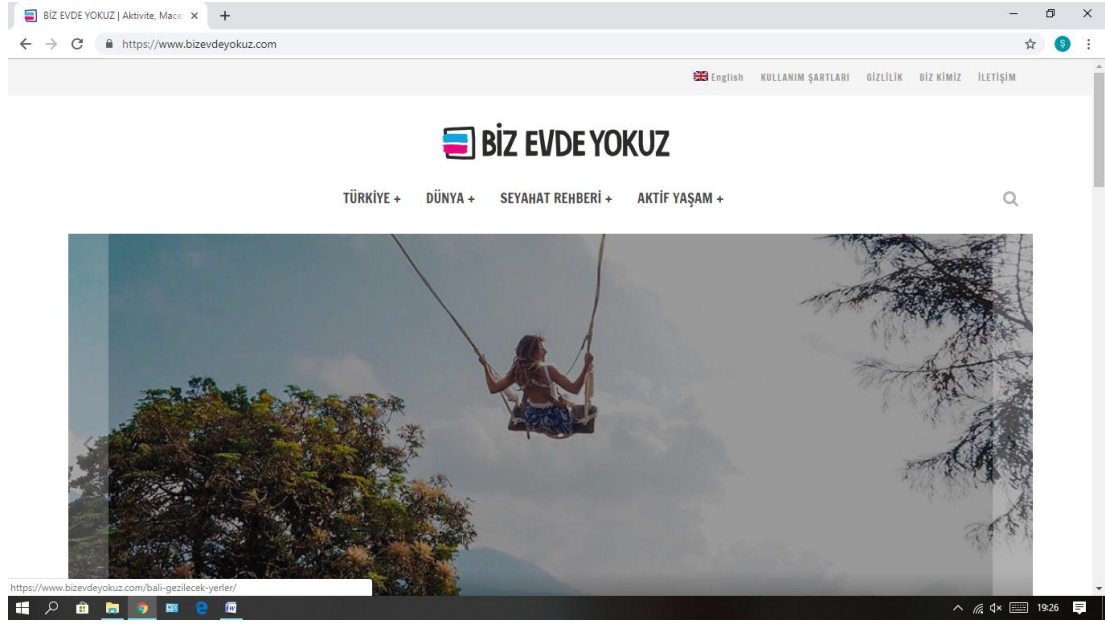 BİZ EVDE YOKUZ | Aktivite, Mace
https://www.bizevdeyokuz.com
English KULLANIM ŞARTLARI GİZLİLİK BİZ KİMİZ İLETİŞİM
BİZ EVDE YOKUZ
TÜRKİYE + DÜNYA + SEYAHAT REHBERİ + AKTİF YAŞAM +
https://www.bizevdeyokuz.com/bali-gezilecek-yerler/
19:26